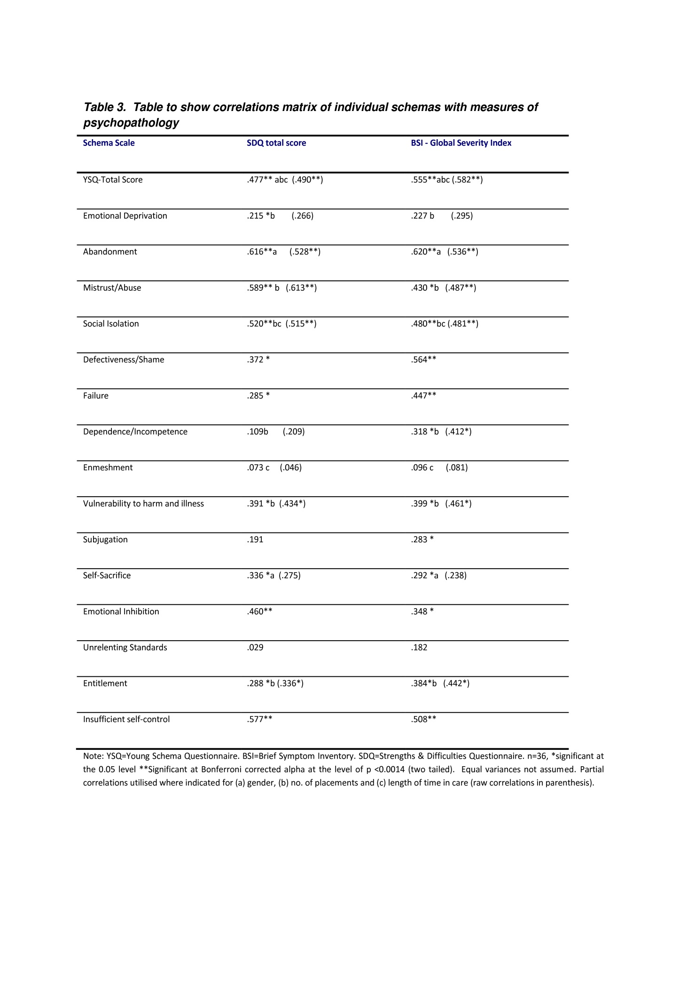 Table 3. Table to show correlations matrix of individual schemas with measures of
psychopathology
Schema Scale SDQ total score BSI - Global Severity Index
YSQ-Total Score .477** abc (.490**) .555**abc (.582**)
Emotional Deprivation .215 *b (.266) .227 b (.295)
Abandonment .616**a (.528**) .620**a (.536**)
Mistrust/Abuse .589** b (.613**) .430 *b (.487**)
Social Isolation .520**bc (.515**) .480**bc (.481**)
Defectiveness/Shame .372 * .564**
Failure .285 * .447**
Dependence/Incompetence .109b (.209) .318 *b (.412*)
Enmeshment .073 c (.046) .096 c (.081)
Vulnerability to harm and illness .391 *b (.434*) .399 *b (.461*)
Subjugation .191 .283 *
Self-Sacrifice .336 *a (.275) .292 *a (.238)
Emotional Inhibition .460** .348 *
Unrelenting Standards .029 .182
Entitlement .288 *b (.336*) .384*b (.442*)
Insufficient self-control .577** .508**
Note: YSQ=Young Schema Questionnaire. BSI=Brief Symptom Inventory. SDQ=Strengths & Difficulties Questionnaire. n=36, *significant at
the 0.05 level **Significant at Bonferroni corrected alpha at the level of p <0.0014 (two tailed). Equal variances not assumed. Partial
correlations utilised where indicated for (a) gender, (b) no. of placements and (c) length of time in care (raw correlations in parenthesis).